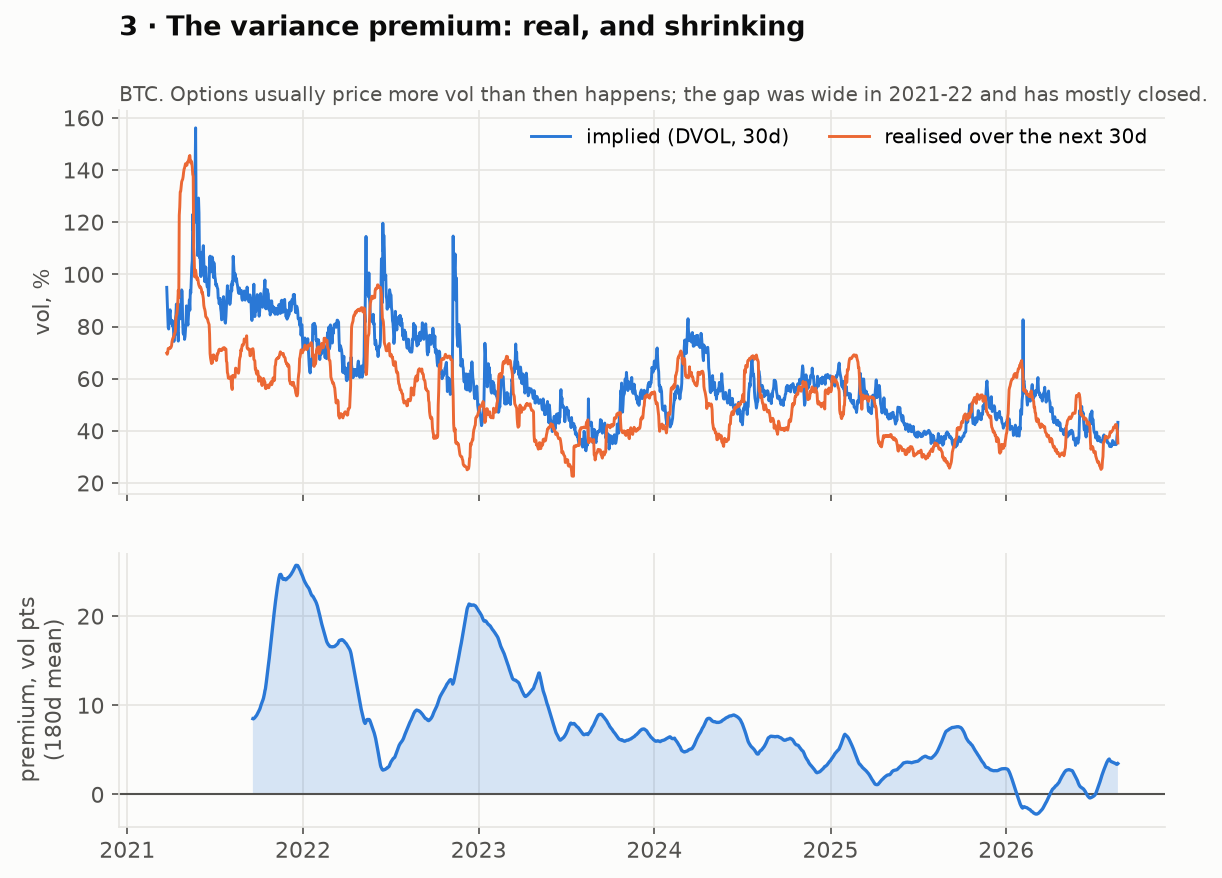 3 · The variance premium: real, and shrinking
BTC. Options usually price more vol than then happens; the gap was wide in 2021-22 and has mostly closed.
implied (DVOL, 30d)
realised over the next 30d
vol, %
160
140
120
100
80
60
40
20
premium, vol pts
(180d mean)
20
10
0
2021
2022
2023
2024
2025
2026